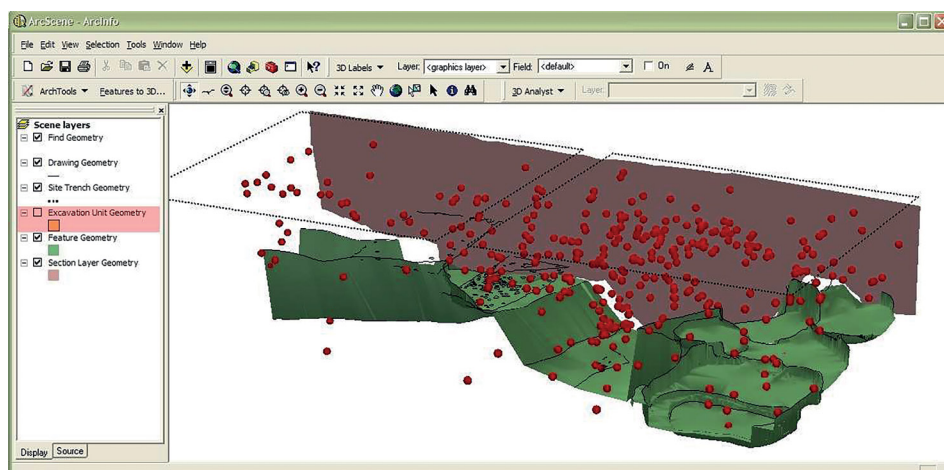 ArcScene - ArcInfo
File Edit View Selection Tools Window Help
3D Labels Layer: <graphics layer> Field: <default> On A
ArchTools Features to 3D... 3D Analyst Layer:
Scene layers
Find Geometry
Drawing Geometry
Site Trench Geometry
Excavation Unit Geometry
Feature Geometry
Section Layer Geometry
Display Source